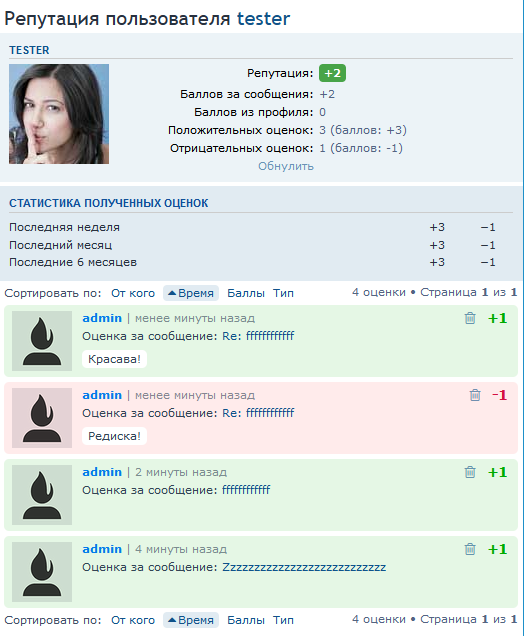 Репутация пользователя tester
TESTER
Репутация: +2
Баллов за сообщения: +2
Баллов из профиля: 0
Положительных оценок: 3 (баллов: +3)
Отрицательных оценок: 1 (баллов: -1)
Обнулить
СТАТИСТИКА ПОЛУЧЕННЫХ ОЦЕНОК
Последняя неделя +3 −1
Последний месяц +3 −1
Последние 6 месяцев +3 −1
Сортировать по: От кого Время Баллы Тип 4 оценки • Страница 1 из 1
admin | менее минуты назад +1
Оценка за сообщение: Re: ffffffffffff
Красава!
admin | менее минуты назад -1
Оценка за сообщение: Re: ffffffffffff
Редиска!
admin | 2 минуты назад +1
Оценка за сообщение: ffffffffffff
admin | 4 минуты назад +1
Оценка за сообщение: Zzzzzzzzzzzzzzzzzzzzzzzzzzz
Сортировать по: От кого Время Баллы Тип 4 оценки • Страница 1 из 1